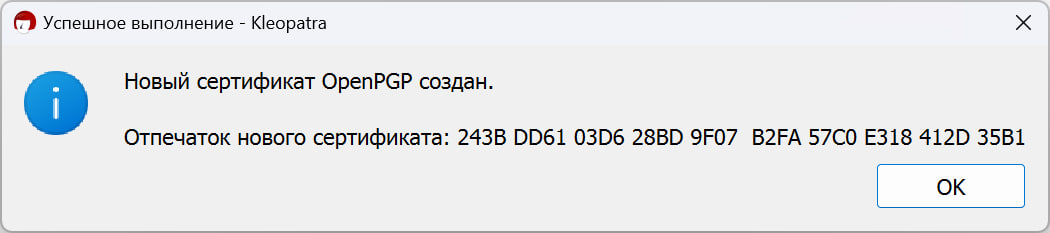 Успешное выполнение - Kleopatra
Новый сертификат OpenPGP создан.
Отпечаток нового сертификата: 243B DD61 03D6 28BD 9F07  B2FA 57C0 E318 412D 35B1
OK